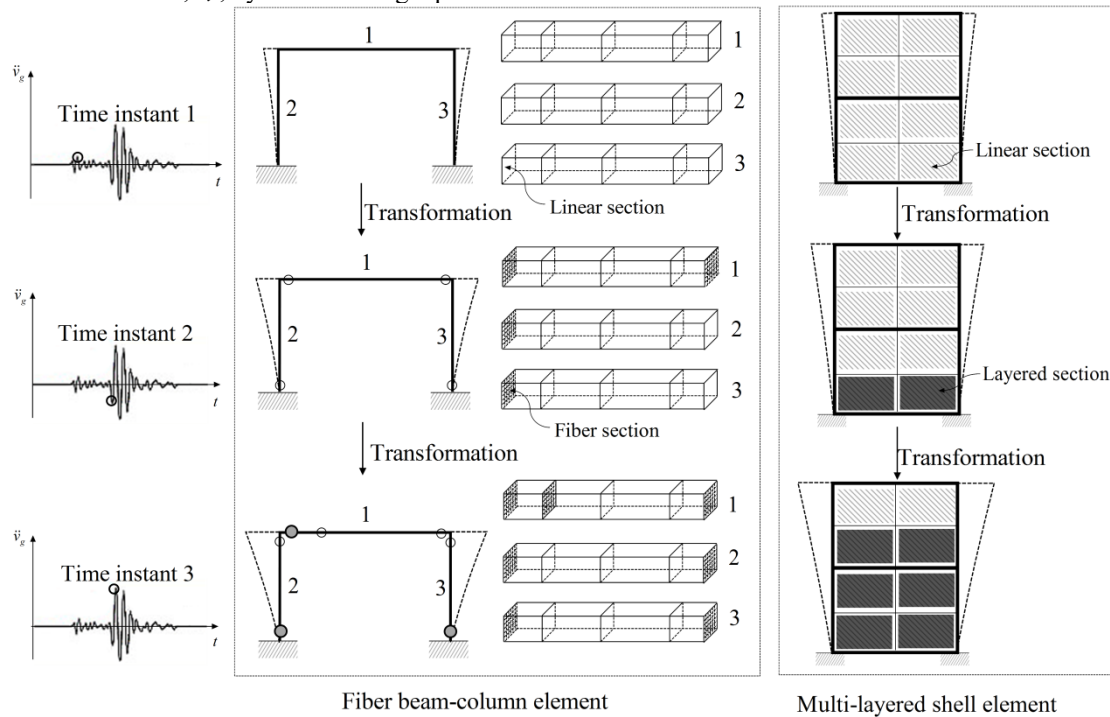 1
1
2
3
2
3
v̈g
t
Time instant 1
Linear section
Linear section
Transformation
Transformation
1
1
2
3
2
3
v̈g
t
Time instant 2
Layered section
Fiber section
Transformation
Transformation
1
1
2
3
2
3
v̈g
t
Time instant 3
Fiber beam-column element
Multi-layered shell element